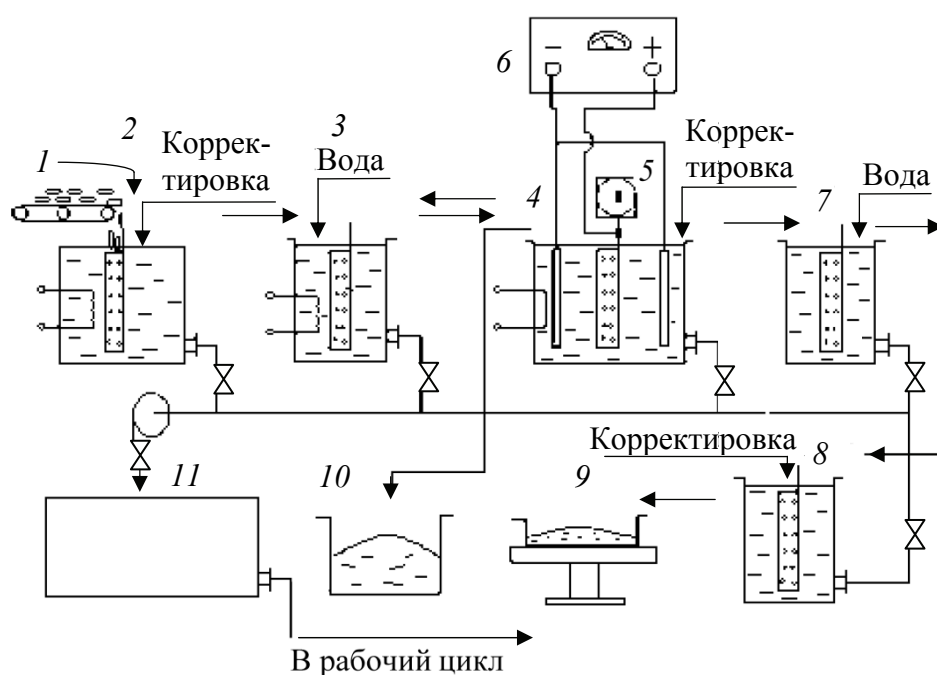 6
− +
2
Коррек-
тировка
3
Вода
1
4
5
Коррек-
тировка
7
Вода
Корректировка
8
9
10
11
В рабочий цикл